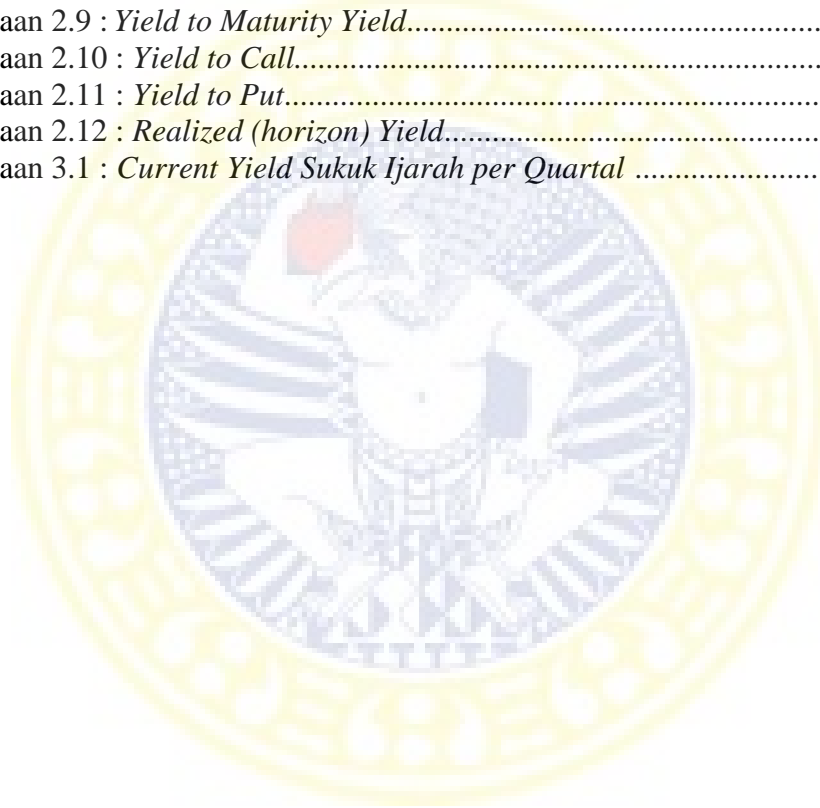 aan 2.9 : Yield to Maturity Yield............................................................
aan 2.10 : Yield to Call................................................................................
aan 2.11 : Yield to Put.................................................................................
aan 2.12 : Realized (horizon) Yield.......................................................
aan 3.1 : Current Yield Sukuk Ijarah per Quartal .......................